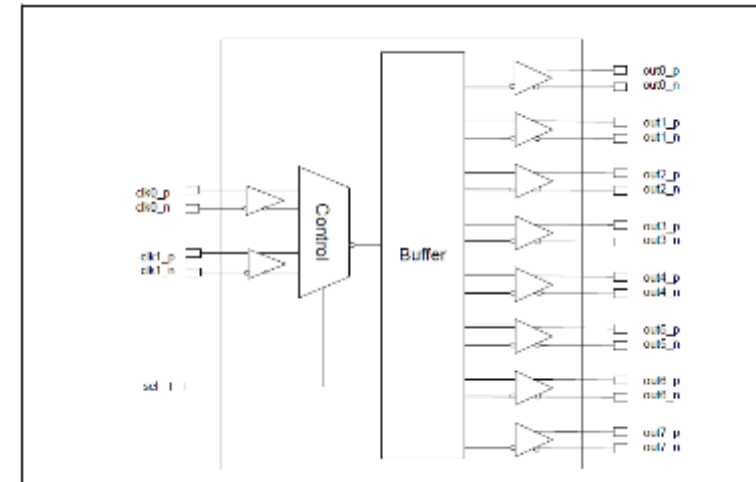 clk0_p
clk0_n
clk1_p
clk1_n
sel
Control
Buffer
out0_p
out0_n
out1_p
out1_n
out2_p
out2_n
out3_p
out3_n
out4_p
out4_n
out5_p
out5_n
out6_p
out6_n
out7_p
out7_n